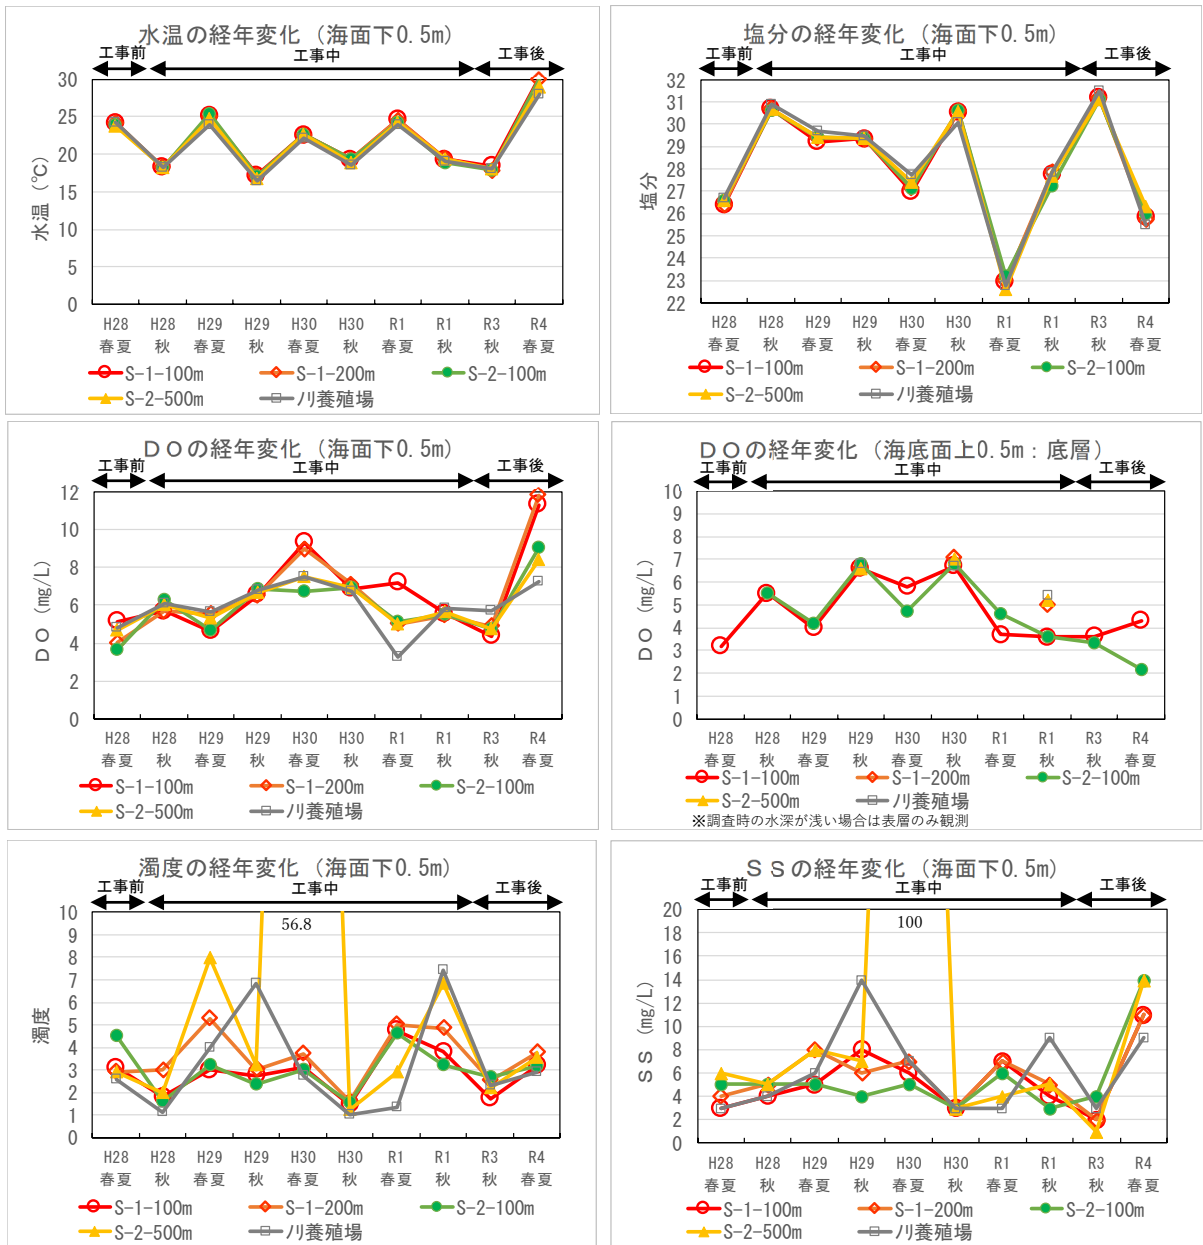 水温の経年変化（海面下0.5m）
工事前
工事中
工事後
30
25
20
15
10
5
0
水温（℃）
H28 H28 H29 H29 H30 H30 R1 R1 R3 R4
春夏 秋 春夏 秋 春夏 秋 春夏 秋 秋 春夏
S-1-100m S-1-200m S-2-100m
S-2-500m ノリ養殖場
塩分の経年変化（海面下0.5m）
工事前
工事中
工事後
32
31
30
29
28
27
26
25
24
23
22
塩分
H28 H28 H29 H29 H30 H30 R1 R1 R3 R4
春夏 秋 春夏 秋 春夏 秋 春夏 秋 秋 春夏
S-1-100m S-1-200m S-2-100m
S-2-500m ノリ養殖場
ＤＯの経年変化（海面下0.5m）
工事前
工事中
工事後
12
10
8
6
4
2
0
ＤＯ（mg/L）
H28 H28 H29 H29 H30 H30 R1 R1 R3 R4
春夏 秋 春夏 秋 春夏 秋 春夏 秋 秋 春夏
S-1-100m S-1-200m S-2-100m
S-2-500m ノリ養殖場
ＤＯの経年変化（海底面上0.5m：底層）
工事前
工事中
工事後
10
9
8
7
6
5
4
3
2
1
0
ＤＯ（mg/L）
H28 H28 H29 H29 H30 H30 R1 R1 R3 R4
春夏 秋 春夏 秋 春夏 秋 春夏 秋 秋 春夏
S-1-100m S-1-200m S-2-100m
S-2-500m ノリ養殖場
※調査時の水深が浅い場合は表層のみ観測
濁度の経年変化（海面下0.5m）
工事前
工事中
工事後
10
9
8
7
6
5
4
3
2
1
0
濁度
56.8
H28 H28 H29 H29 H30 H30 R1 R1 R3 R4
春夏 秋 春夏 秋 春夏 秋 春夏 秋 秋 春夏
S-1-100m S-1-200m S-2-100m
S-2-500m ノリ養殖場
ＳＳの経年変化（海面下0.5m）
工事前
工事中
工事後
20
18
16
14
12
10
8
6
4
2
0
ＳＳ（mg/L）
100
H28 H28 H29 H29 H30 H30 R1 R1 R3 R4
春夏 秋 春夏 秋 春夏 秋 春夏 秋 秋 春夏
S-1-100m S-1-200m S-2-100m
S-2-500m ノリ養殖場